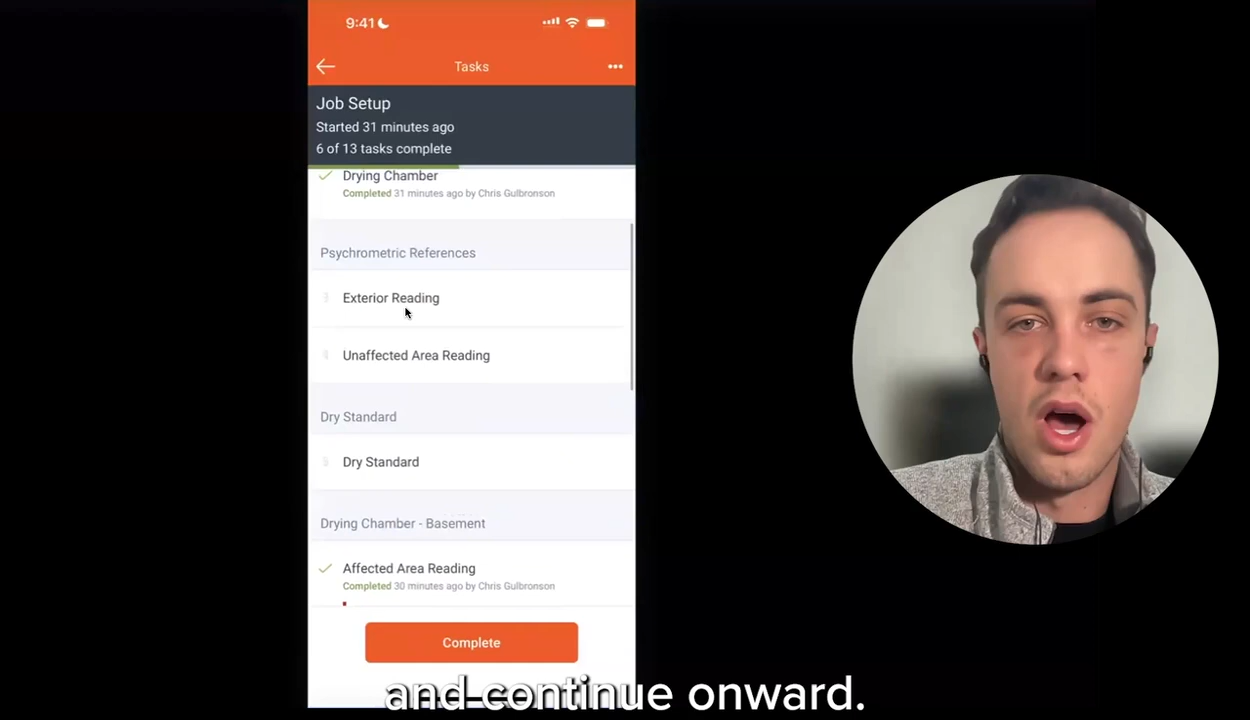 9:41
Tasks
Job Setup
Started 31 minutes ago
6 of 13 tasks complete
Drying Chamber
Completed 31 minutes ago by Chris Gulbronson
Psychrometric References
Exterior Reading
Unaffected Area Reading
Dry Standard
Dry Standard
Drying Chamber - Basement
Affected Area Reading
Completed 30 minutes ago by Chris Gulbronson
Complete
and continue onward.